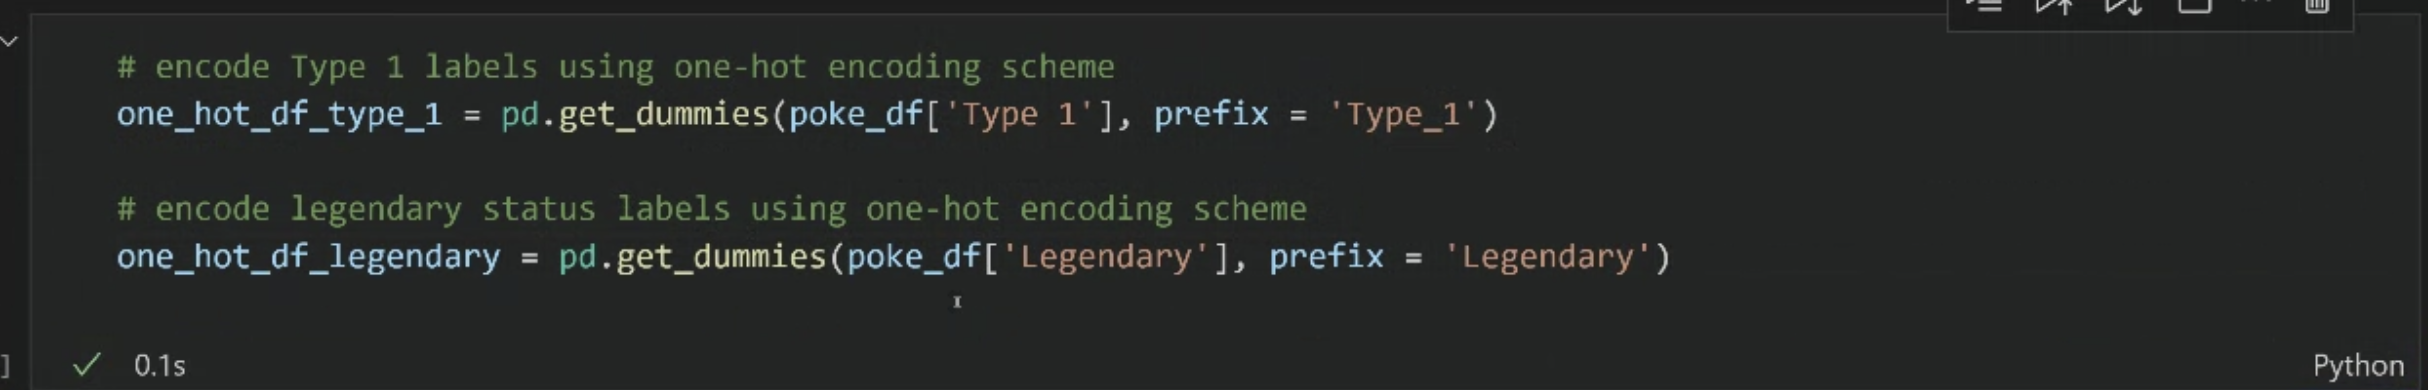 # encode Type 1 labels using one-hot encoding scheme
one_hot_df_type_1 = pd.get_dummies(poke_df['Type 1'], prefix = 'Type_1')
# encode legendary status labels using one-hot encoding scheme
one_hot_df_legendary = pd.get_dummies(poke_df['Legendary'], prefix = 'Legendary')
] ✓ 0.1s Python